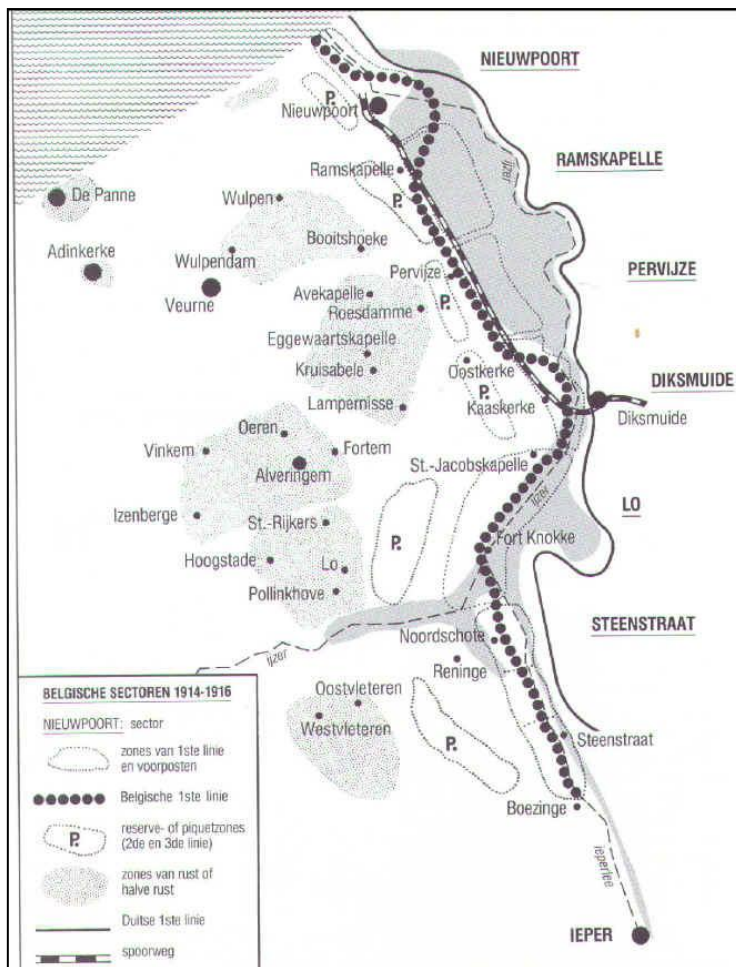 NIEUWPOORT
P.
Nieuwpoort
RAMSKAPELLE
Ijzer
Ramskapelle
De Panne
Wulpen
P.
Booitshoeke
Adinkerke
Wulpendam
PERVIJZE
Pervijze
Veurne
Avekapelle
P.
Roesdamme
Eggewaartskapelle
Oostkerke
Kruisabele
DIKSMUIDE
P.
Kaaskerke
Lampernisse
Diksmuide
Oeren
Vinkem
Fortem
St.-Jacobskapelle
Alveringem
Ijzer
LO
Izenberge
St.-Rijkers
P.
Fort Knokke
Hoogstade
Lo
Pollinkhove
STEENSTRAAT
Noordschote
Ijzer
Reninge
BELGISCHE SECTOREN 1914-1916
Oostvleteren
NIEUWPOORT: sector
Westvleteren
P.
Steenstraat
zones van 1ste linie
en voorposten
Belgische 1ste linie
Boezinge
P.
reserve- of piquetzones
(2de en 3de linie)
ieperlee
zones van rust of
halve rust
Duitse 1ste linie
IEPER
spoorweg